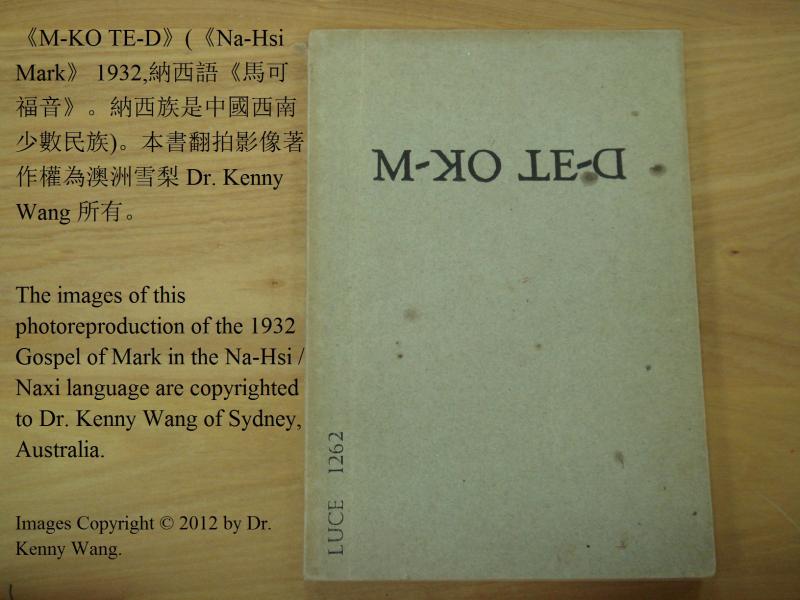 《M-KO TE-D》(《Na-Hsi
Mark》 1932,納西語《馬可
福音》。納西族是中國西南
少數民族)。本書翻拍影像著
作權為澳洲雪梨 Dr. Kenny
Wang 所有。
The images of this
photoreproduction of the 1932
Gospel of Mark in the Na-Hsi /
Naxi language are copyrighted
to Dr. Kenny Wang of Sydney,
Australia.
Images Copyright © 2012 by Dr.
Kenny Wang.
M-ꓘO ꓕE-ꓷ
LUCE 1262